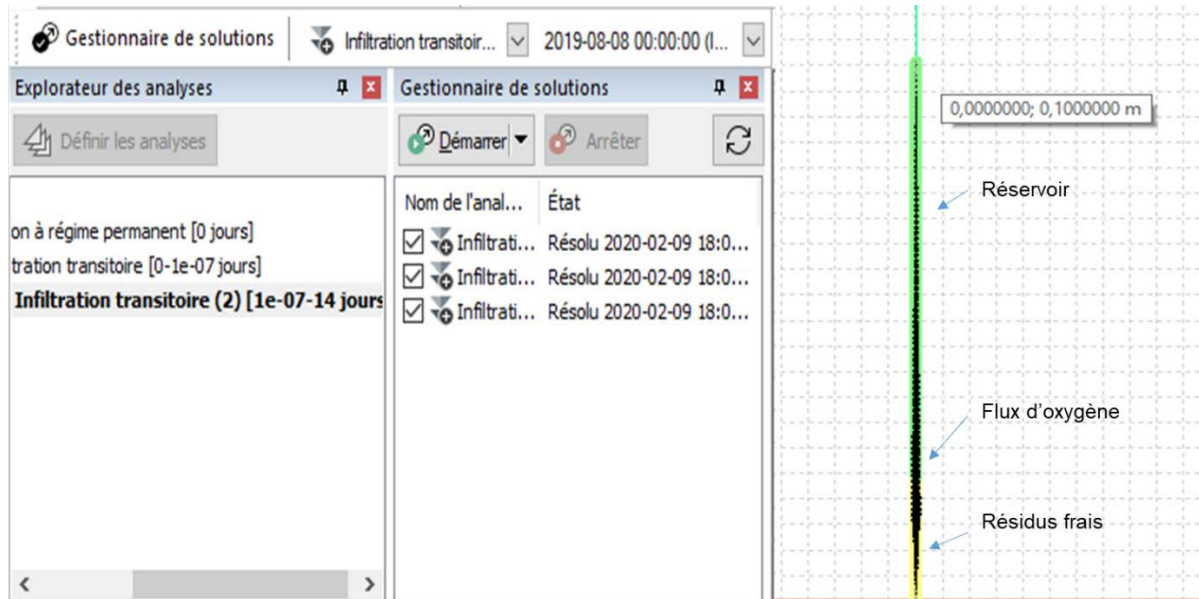 Gestionnaire de solutions
Infiltration transitoir...
2019-08-08 00:00:00 (I...
Explorateur des analyses
Définir les analyses
on à régime permanent [0 jours]
tration transitoire [0-1e-07 jours]
Infiltration transitoire (2) [1e-07-14 jours
Gestionnaire de solutions
Démarrer
Arrêter
Nom de l'anal... État
Infiltrati... Résolu 2020-02-09 18:0...
Infiltrati... Résolu 2020-02-09 18:0...
Infiltrati... Résolu 2020-02-09 18:0...
0,0000000; 0,1000000 m
Réservoir
Flux d'oxygène
Résidus frais